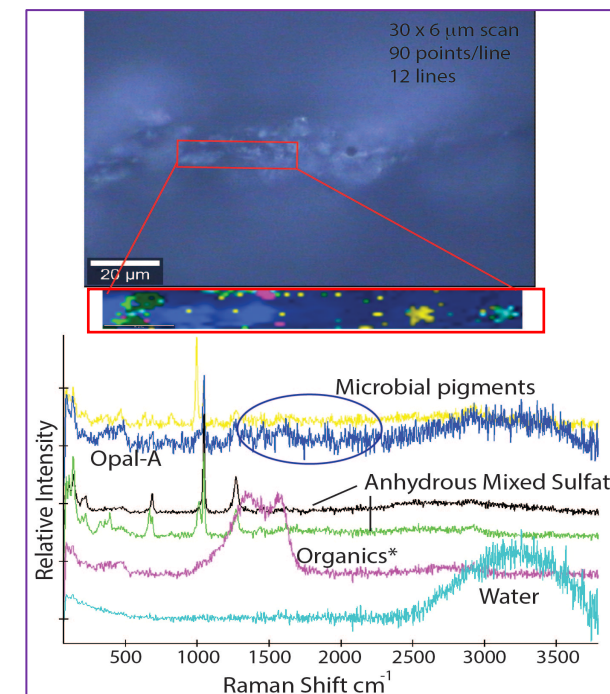 30 x 6 μm scan
90 points/line
12 lines
20 μm
Microbial pigments
Opal-A
Anhydrous Mixed Sulfat
Organics*
Water
Relative Intensity
500 1000 1500 2000 2500 3000 3500
Raman Shift cm⁻¹